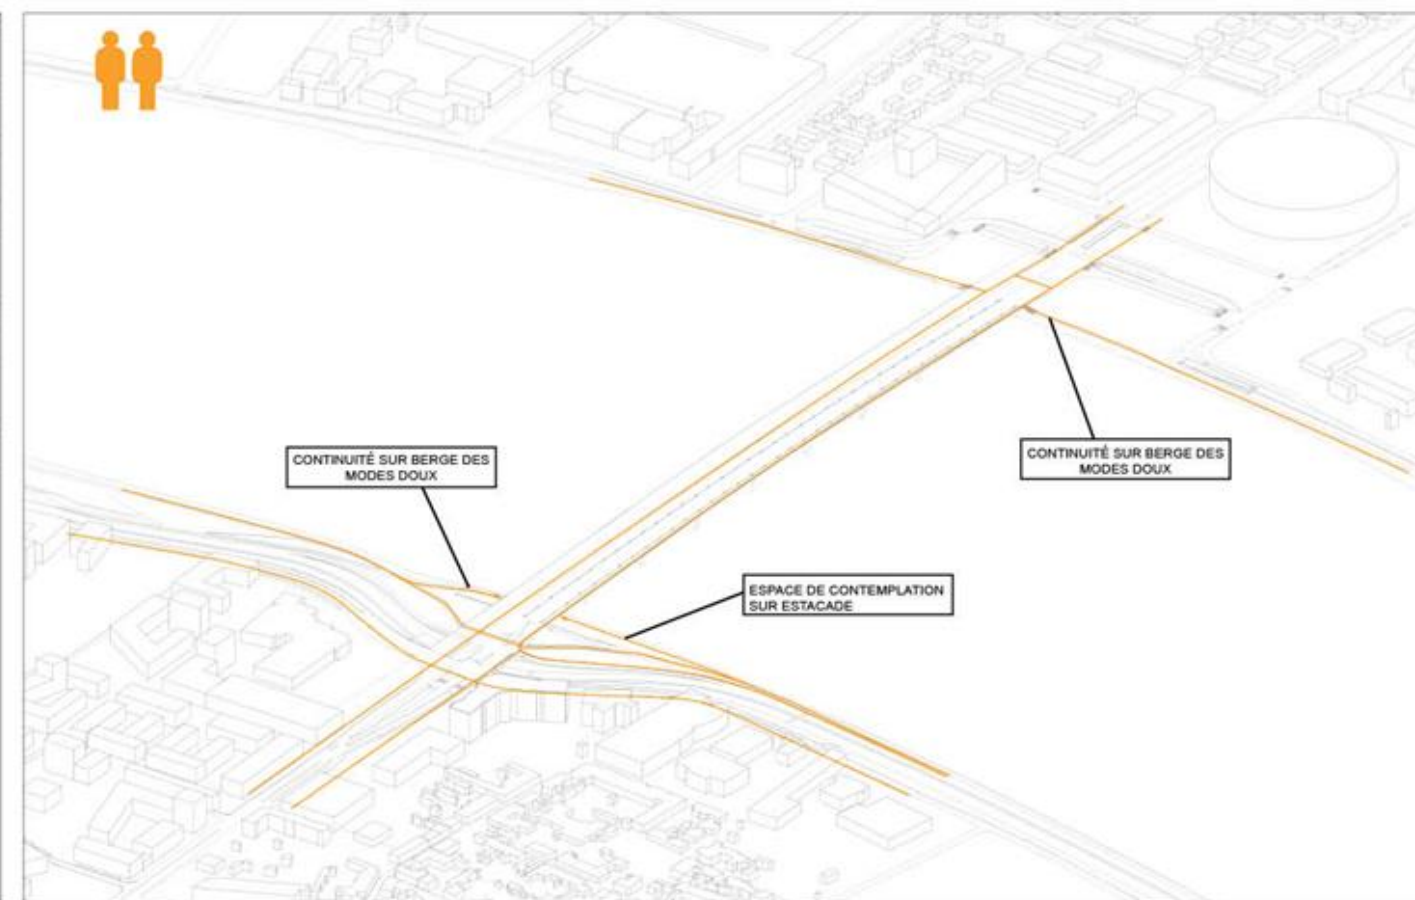 CONTINUITÉ SUR BERGE DES
MODES DOUX
CONTINUITÉ SUR BERGE DES
MODES DOUX
ESPACE DE CONTEMPLATION
SUR ESTACADE